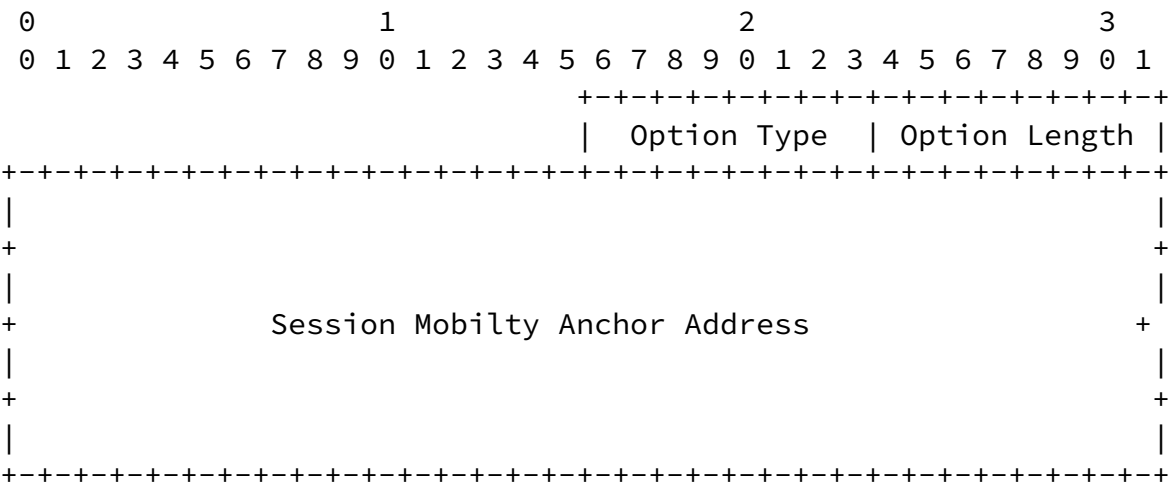 0                   1                   2                   3
 0 1 2 3 4 5 6 7 8 9 0 1 2 3 4 5 6 7 8 9 0 1 2 3 4 5 6 7 8 9 0 1
                                +-+-+-+-+-+-+-+-+-+-+-+-+-+-+-+-+
                                |  Option Type  | Option Length |
+-+-+-+-+-+-+-+-+-+-+-+-+-+-+-+-+-+-+-+-+-+-+-+-+-+-+-+-+-+-+-+-+
|                                                               |
+                                                               +
|                                                               |
+              Session Mobilty Anchor Address                  +
|                                                               |
+                                                               +
|                                                               |
+-+-+-+-+-+-+-+-+-+-+-+-+-+-+-+-+-+-+-+-+-+-+-+-+-+-+-+-+-+-+-+-+